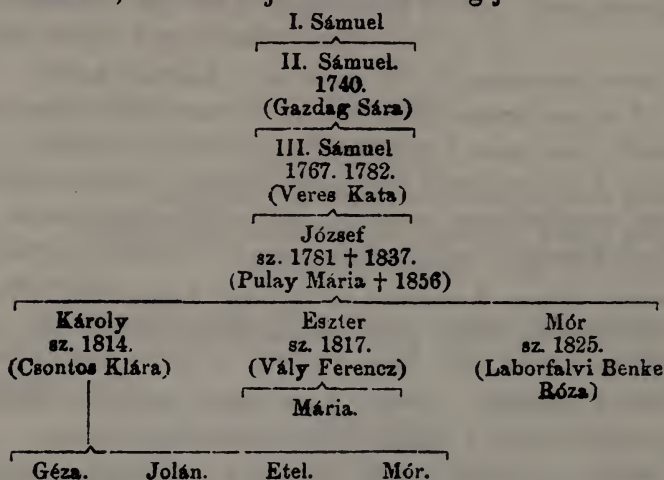 I. Sámuel
II. Sámuel.
1740.
(Gazdag Sára)
III. Sámuel
1767. 1782.
(Veres Kata)
József
sz. 1781 † 1837.
(Pulay Mária † 1856)
Károly Eszter Mór
sz. 1814. sz. 1817. sz. 1825.
(Csontos Klára) (Vály Ferencz) (Laborfalvi Benke
Róza)
Mária.
Géza. Jolán. Etel. Mór.